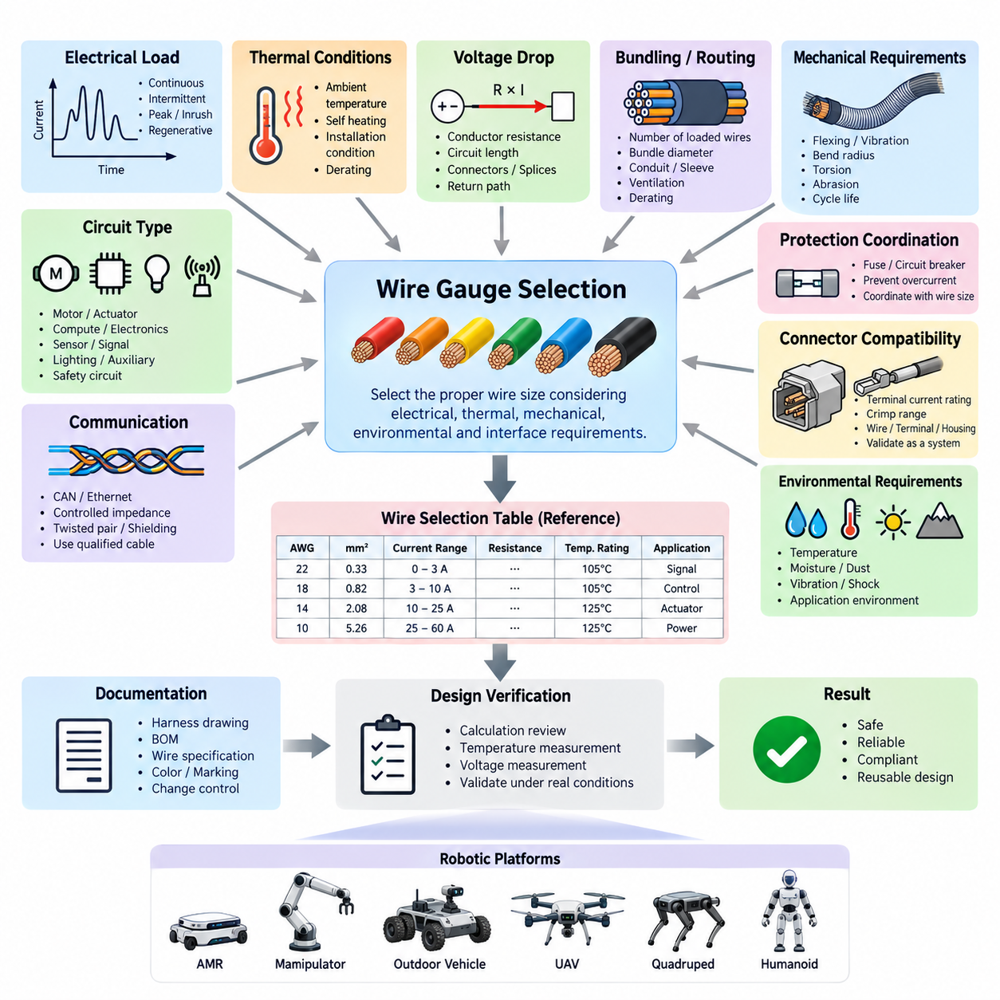 Electrical Load
Current
Time
• Continuous
• Intermittent
• Peak / Inrush
• Regenerative
Thermal Conditions
• Ambient
temperature
• Self heating
• Installation
condition
• Derating
Voltage Drop
R × I
+ −
• Conductor resistance
• Circuit length
• Connectors / Splices
• Return path
Bundling / Routing
• Number of loaded wires
• Bundle diameter
• Conduit / Sleeve
• Ventilation
• Derating
Mechanical Requirements
• Flexing / Vibration
• Bend radius
• Torsion
• Abrasion
• Cycle life
Circuit Type
M
• Motor / Actuator
• Compute / Electronics
• Sensor / Signal
• Lighting / Auxiliary
• Safety circuit
Communication
• CAN / Ethernet
• Controlled impedance
• Twisted pair / Shielding
• Use qualified cable
Wire Gauge Selection
Select the proper wire size considering
electrical, thermal, mechanical,
environmental and interface requirements.
Protection Coordination
• Fuse / Circuit breaker
• Prevent overcurrent
• Coordinate with wire size
Connector Compatibility
• Terminal current rating
• Crimp range
• Wire / Terminal / Housing
• Validate as a system
Environmental Requirements
• Temperature
• Moisture / Dust
• Vibration / Shock
• Application environment
Wire Selection Table (Reference)
AWG mm² Current Range Resistance Temp. Rating Application
22 0.33 0 – 3 A ... 105°C Signal
18 0.82 3 – 10 A ... 105°C Control
14 2.08 10 – 25 A ... 125°C Actuator
10 5.26 25 – 60 A ... 125°C Power
Documentation
• Harness drawing
• BOM
• Wire specification
• Color / Marking
• Change control
Design Verification
• Calculation review
• Temperature measurement
• Voltage measurement
• Validate under real conditions
Result
• Safe
• Reliable
• Compliant
• Reusable design
Robotic Platforms
AMR
Manipulator
Outdoor Vehicle
UAV
Quadruped
Humanoid